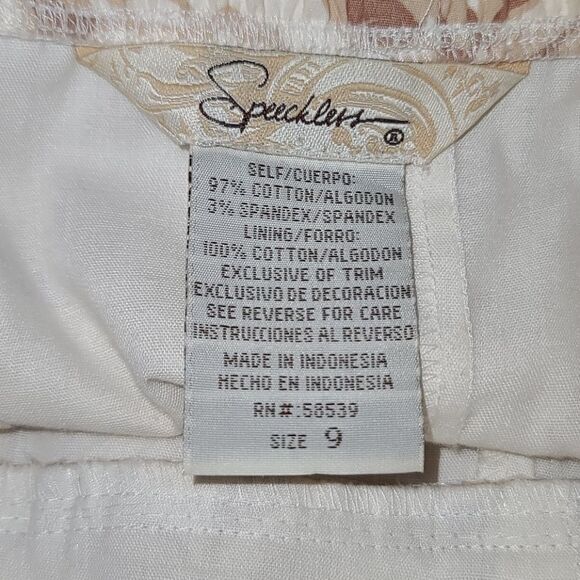 Speechless ®
SELF/CUERPO:
97% COTTON/ALGODON
3% SPANDEX/SPANDEX
LINING/FORRO:
100% COTTON/ALGODON
EXCLUSIVE OF TRIM
EXCLUSIVO DE DECORACION
SEE REVERSE FOR CARE
INSTRUCCIONES AL REVERSO
MADE IN INDONESIA
HECHO EN INDONESIA
RN#:58539
SIZE 9